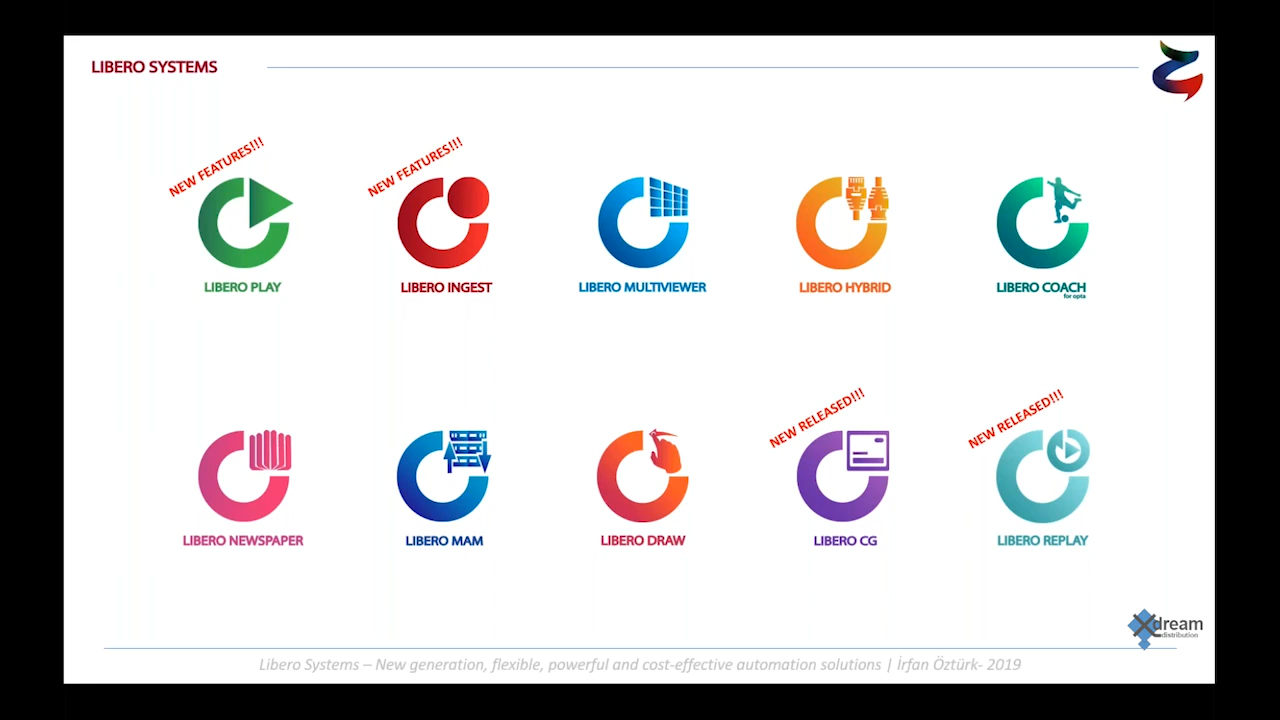 LIBERO SYSTEMS
NEW FEATURES!!!
NEW FEATURES!!!
LIBERO PLAY
LIBERO INGEST
LIBERO MULTIVIEWER
LIBERO HYBRID
LIBERO COACH
for opta
NEW RELEASED!!!
NEW RELEASED!!!
LIBERO NEWSPAPER
LIBERO MAM
LIBERO DRAW
LIBERO CG
LIBERO REPLAY
Xdream
distribution
Libero Systems – New generation, flexible, powerful and cost-effective automation solutions | İrfan Öztürk- 2019